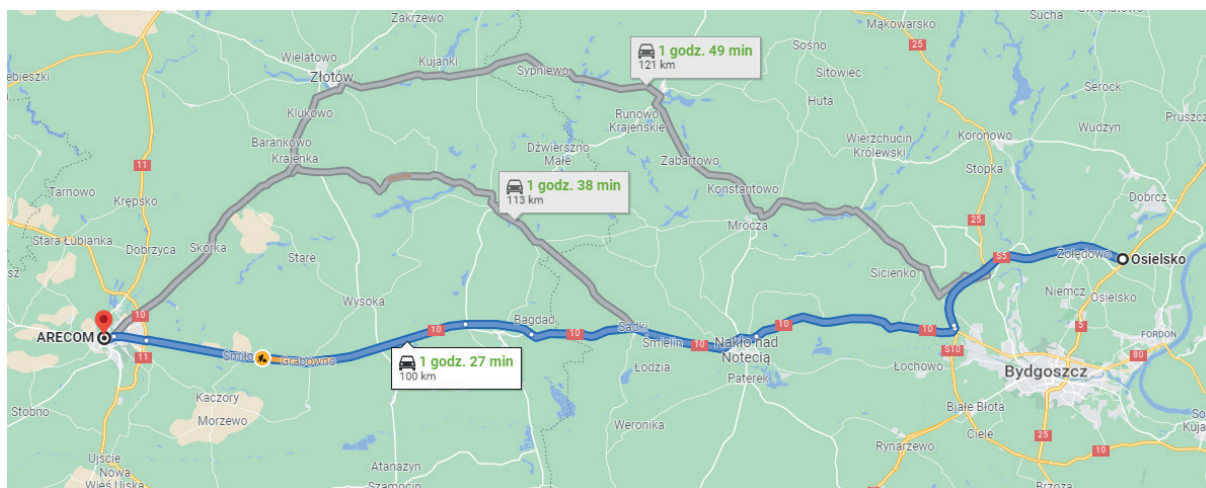 Zakrzewo
Sucha
Mąkowarsko
25
Sośno
Wielatowo
Kujanki
1 godz. 49 min
121 km
Złotów
Sypniewo
Sitowiec
Serock
Klukowo
Huta
Runowo
Krajeńskie
Wudzyn
Pruszcz
Koronowo
Wierzchucin
Królewski
Barankowo
Dźwierszno
Małe
Krajenka
11
Zabartowo
Stopka
Tarnowo
Krępsko
1 godz. 38 min
113 km
Konstantowo
Dobrcz
Mrocza
25
Stara Łubianka
Dobrzyca
Skórka
Stare
S5
Żołędowo
Osielsko
Sicienko
Niemcz
Osielsko
Wysoka
10
Bagdad
Sadki
10
5
FORDON
ARECOM
10
10
10
Śmielin
10
Nakło nad
Notecią
11
Śmiłowo
Grabówno
1 godz. 27 min
100 km
Łodzia
S10
80
Łochowo
Bydgoszcz
Paterek
Kaczory
Stobno
Morzewo
Białe Błota
Weronika
Ciele
25
Rynarzewo
10
Ujście
Nowa
Wieś Ujska
Atanazyn
Szamocin
Brzoza